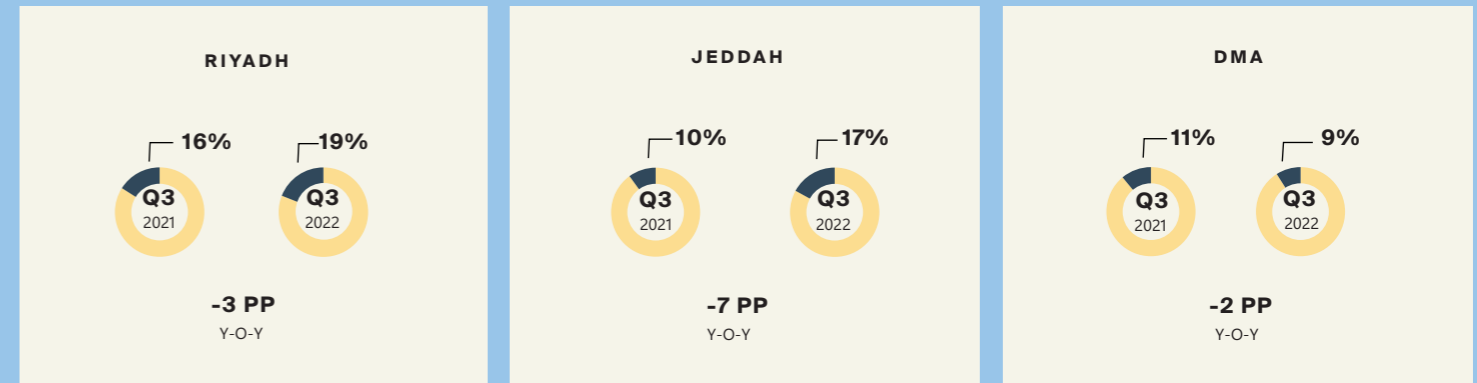 RIYADH
16%
19%
Q3
2021
Q3
2022
-3 PP
Y-O-Y
JEDDAH
10%
17%
Q3
2021
Q3
2022
-7 PP
Y-O-Y
DMA
11%
9%
Q3
2021
Q3
2022
-2 PP
Y-O-Y